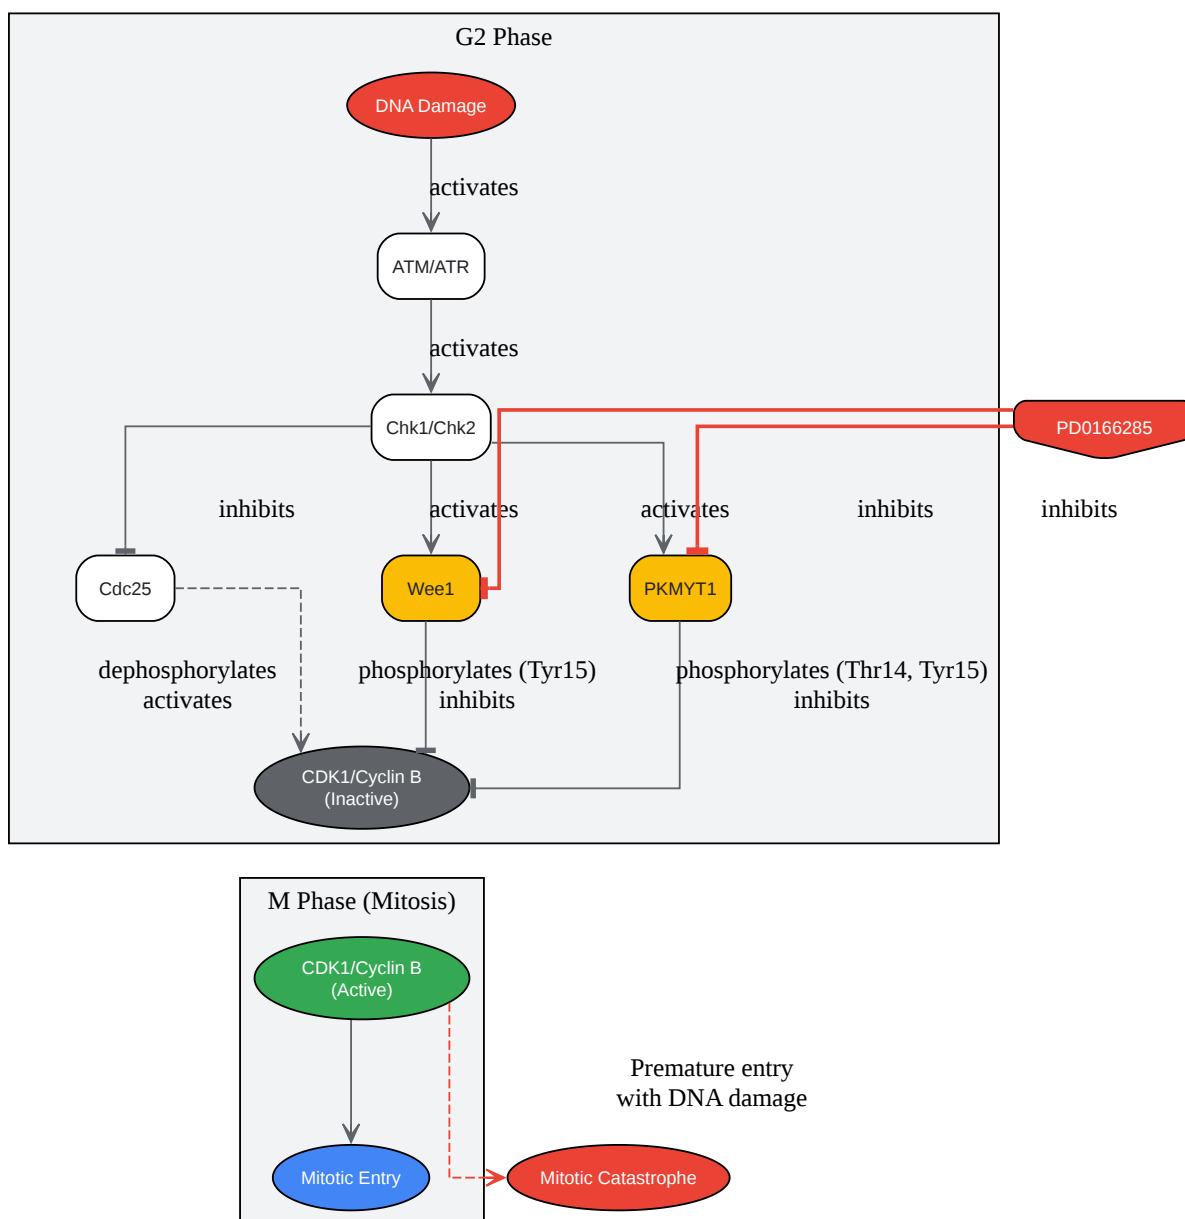 G2 Phase
DNA Damage
activates
ATM/ATR
activates
Chk1/Chk2
PD0166285
inhibits
activates
activates
inhibits
inhibits
Cdc25
Wee1
PKMYT1
dephosphorylates
activates
phosphorylates (Tyr15)
inhibits
phosphorylates (Thr14, Tyr15)
inhibits
CDK1/Cyclin B
(Inactive)
M Phase (Mitosis)
CDK1/Cyclin B
(Active)
Premature entry
with DNA damage
Mitotic Entry
Mitotic Catastrophe